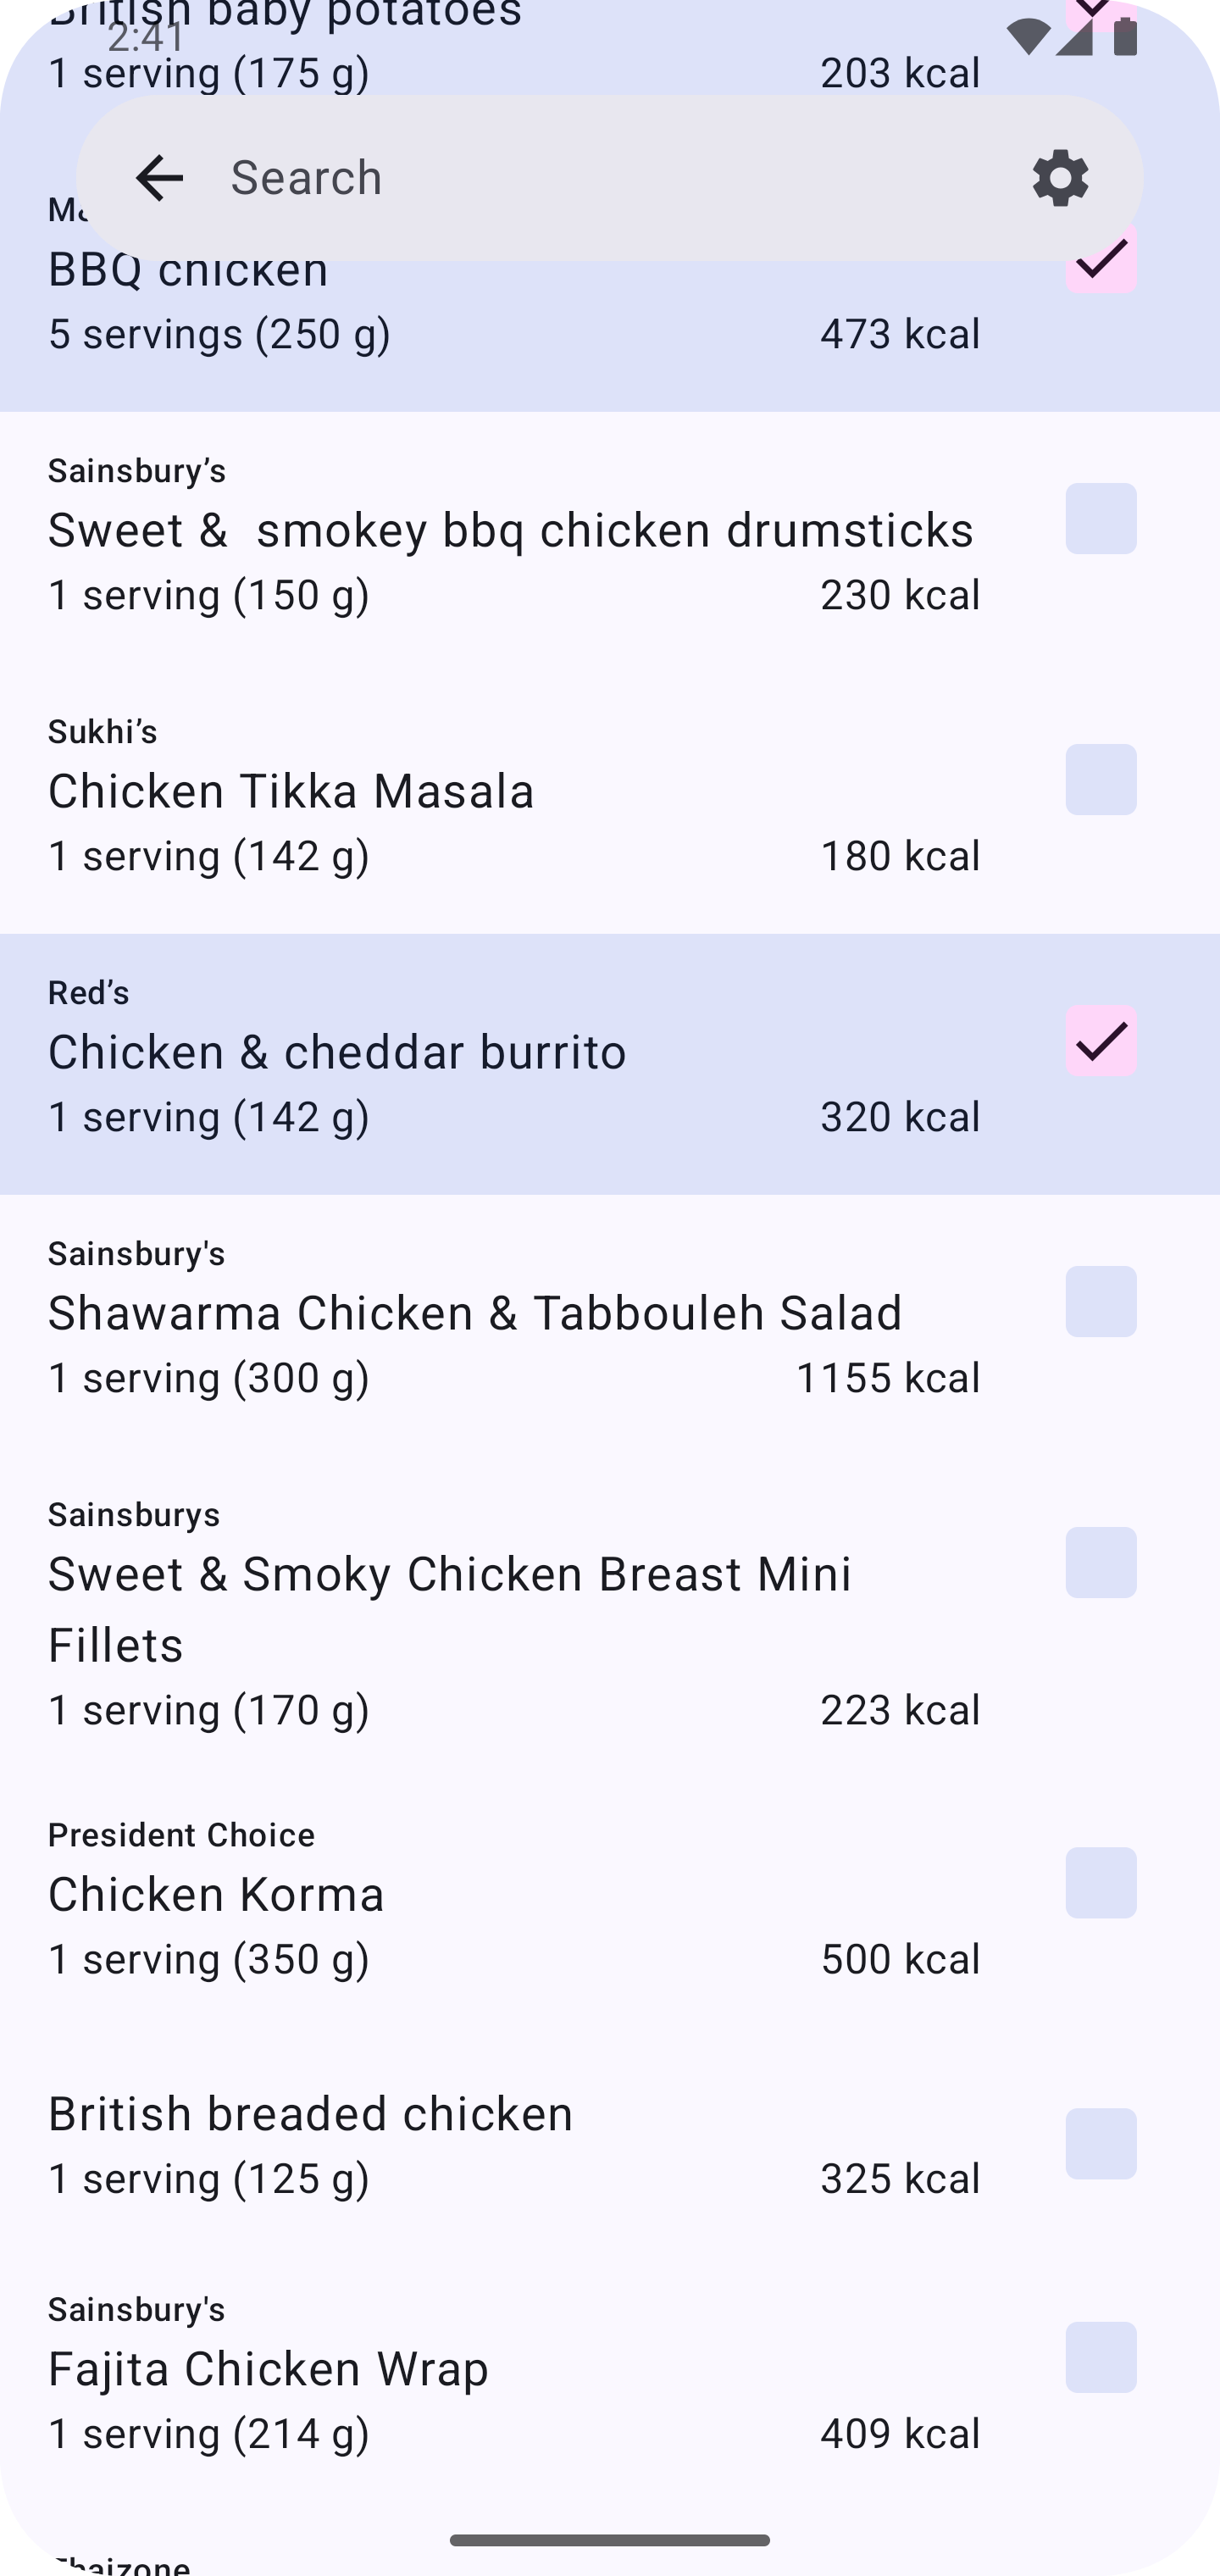 British baby potatoes
2:41
1 serving (175 g) 203 kcal
Search
BBQ chicken
5 servings (250 g) 473 kcal
Sainsbury’s
Sweet &  smokey bbq chicken drumsticks
1 serving (150 g) 230 kcal
Sukhi’s
Chicken Tikka Masala
1 serving (142 g) 180 kcal
Red’s
Chicken & cheddar burrito
1 serving (142 g) 320 kcal
Sainsbury's
Shawarma Chicken & Tabbouleh Salad
1 serving (300 g) 1155 kcal
Sainsburys
Sweet & Smoky Chicken Breast Mini
Fillets
1 serving (170 g) 223 kcal
President Choice
Chicken Korma
1 serving (350 g) 500 kcal
British breaded chicken
1 serving (125 g) 325 kcal
Sainsbury's
Fajita Chicken Wrap
1 serving (214 g) 409 kcal
Thaizone